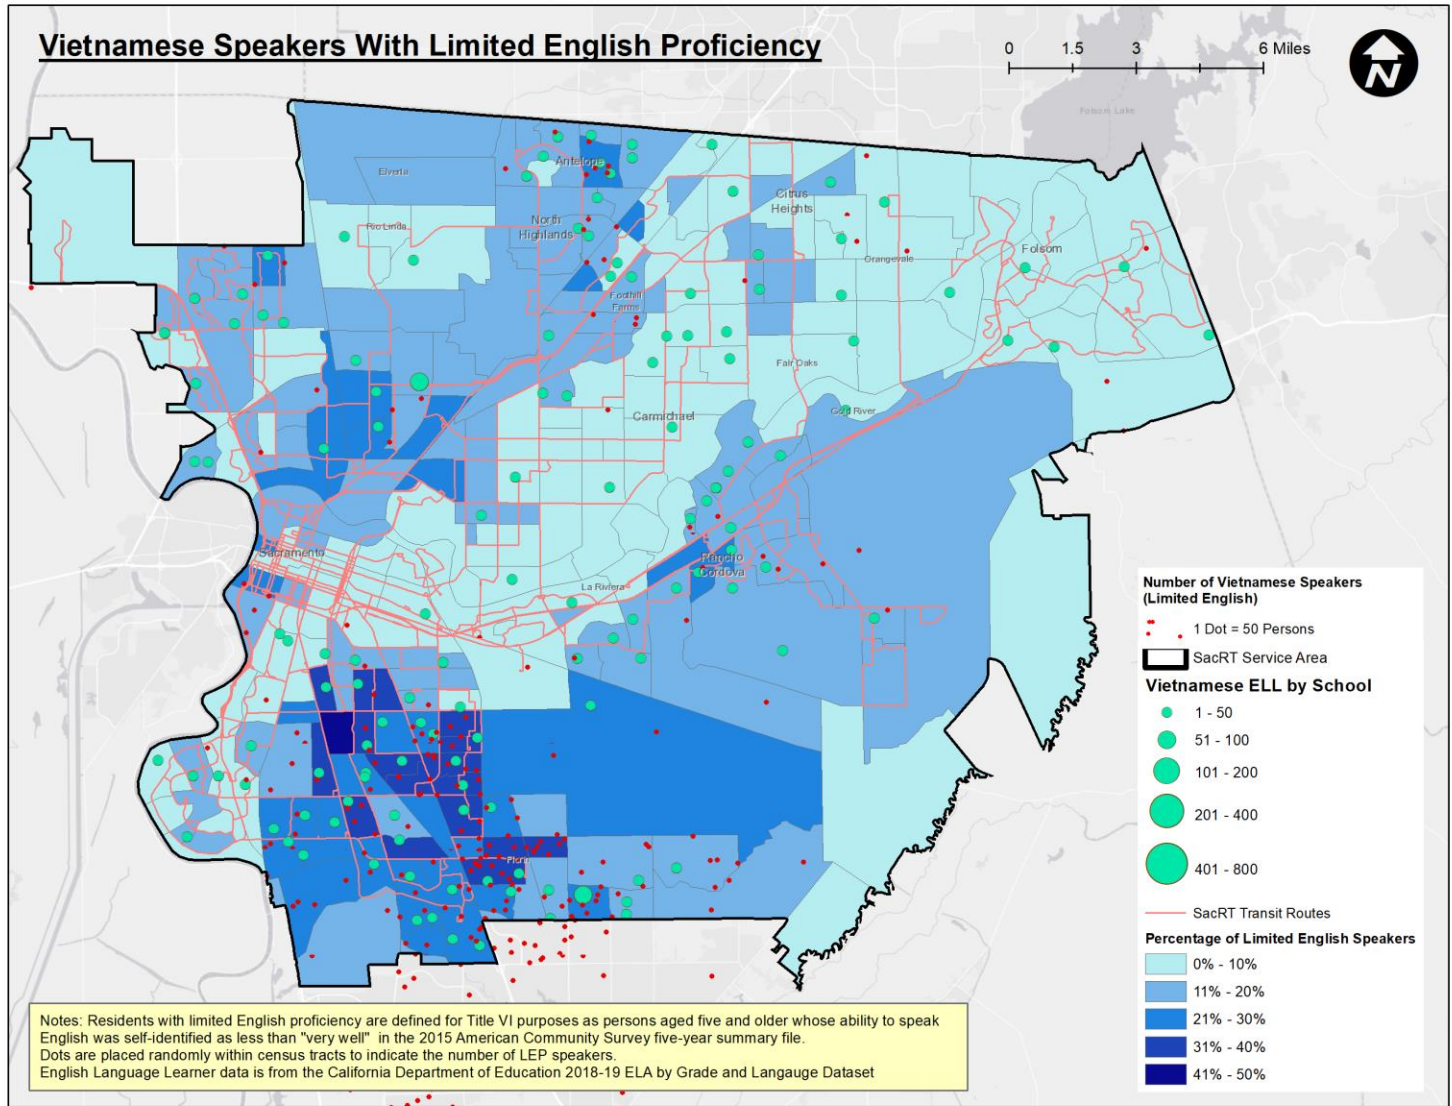 Vietnamese Speakers With Limited English Proficiency
0 1.5 3 6 Miles
N
Folsom Lake
Antelope
Elverta
Citrus
Heights
North
Highlands
Rio Linda
Folsom
Orangevale
Foothill
Farms
Fair Oaks
Carmichael
Gold River
Sacramento
Rancho
Cordova
La Riviera
Florin
Number of Vietnamese Speakers
(Limited English)
1 Dot = 50 Persons
SacRT Service Area
Vietnamese ELL by School
1 - 50
51 - 100
101 - 200
201 - 400
401 - 800
SacRT Transit Routes
Percentage of Limited English Speakers
0% - 10%
11% - 20%
21% - 30%
31% - 40%
41% - 50%
Notes: Residents with limited English proficiency are defined for Title VI purposes as persons aged five and older whose ability to speak
English was self-identified as less than "very well" in the 2015 American Community Survey five-year summary file.
Dots are placed randomly within census tracts to indicate the number of LEP speakers.
English Language Learner data is from the California Department of Education 2018-19 ELA by Grade and Langauge Dataset